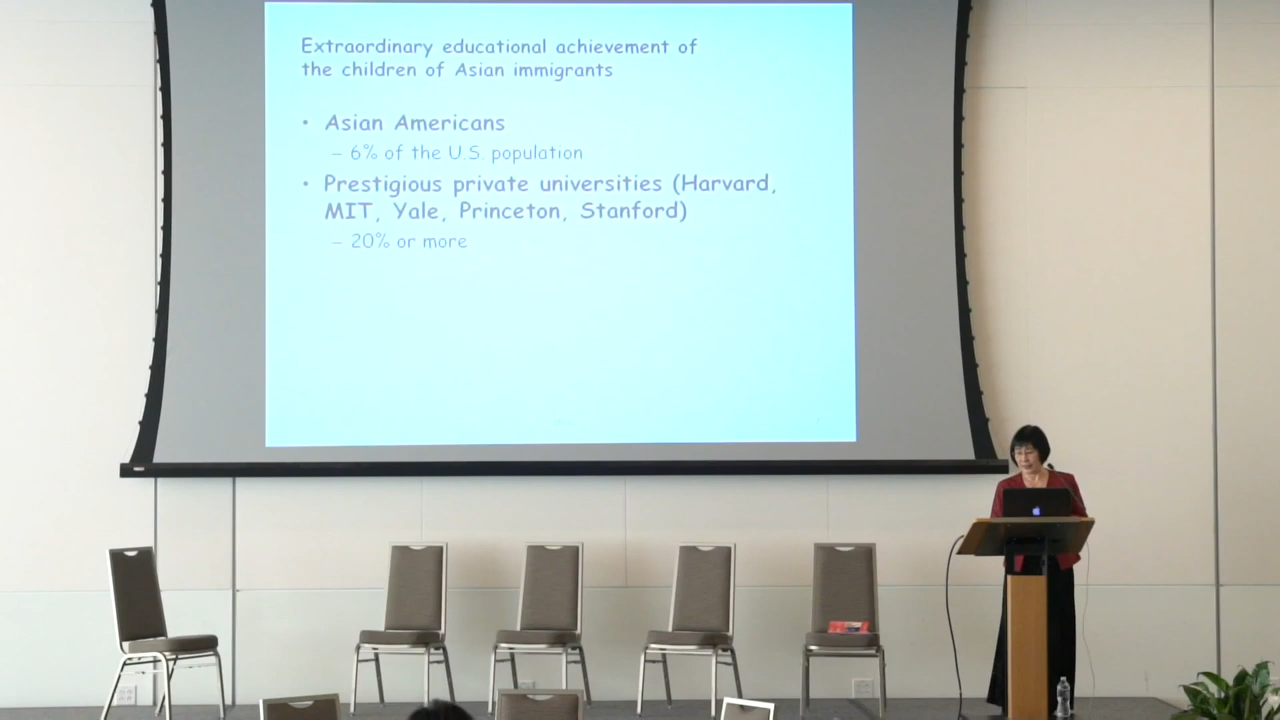 Extraordinary educational achievement of
the children of Asian immigrants
• Asian Americans
– 6% of the U.S. population
• Prestigious private universities (Harvard,
MIT, Yale, Princeton, Stanford)
– 20% or more